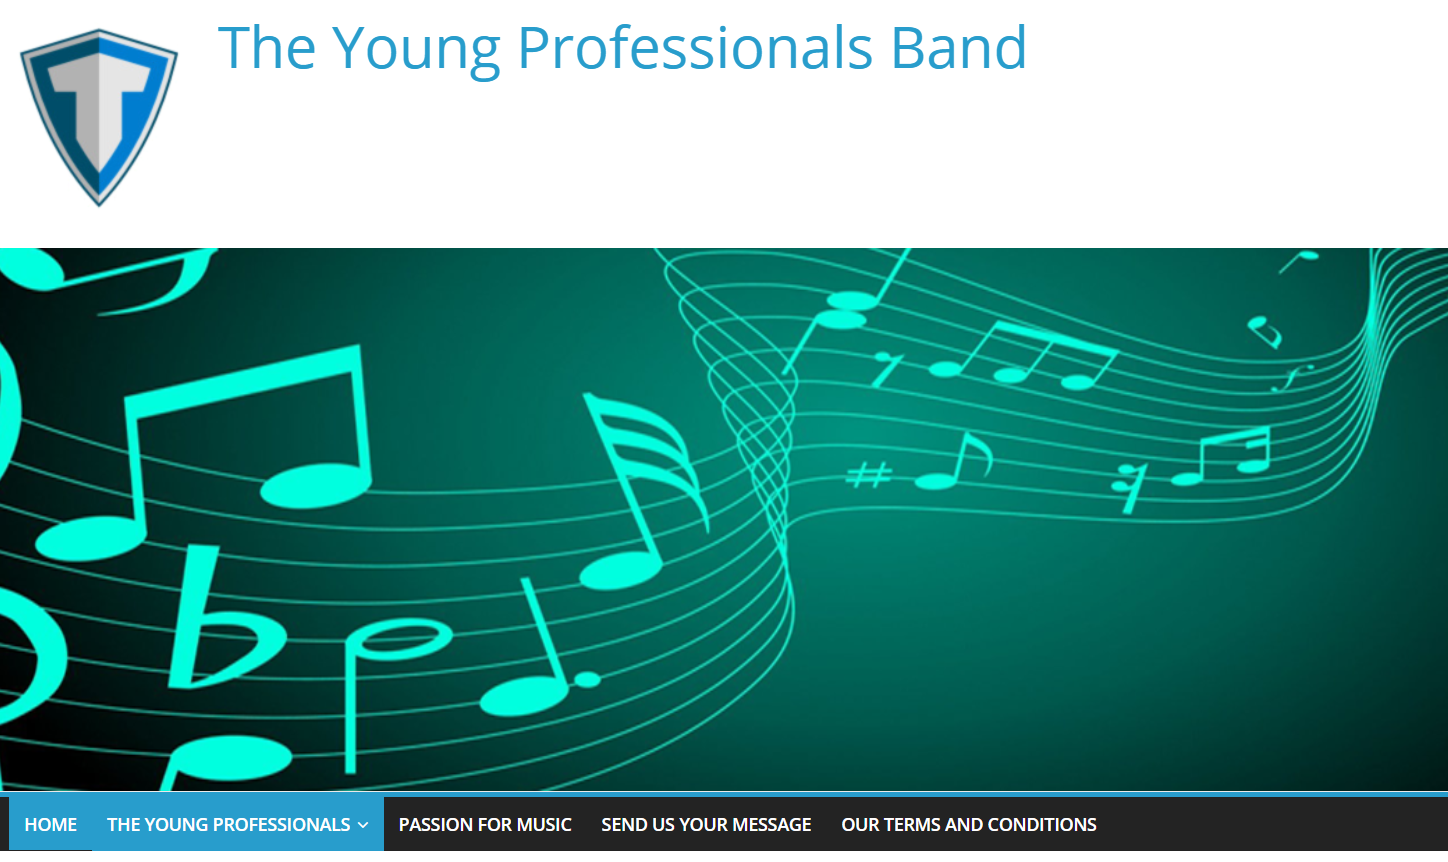 T
The Young Professionals Band
HOME THE YOUNG PROFESSIONALS PASSION FOR MUSIC SEND US YOUR MESSAGE OUR TERMS AND CONDITIONS